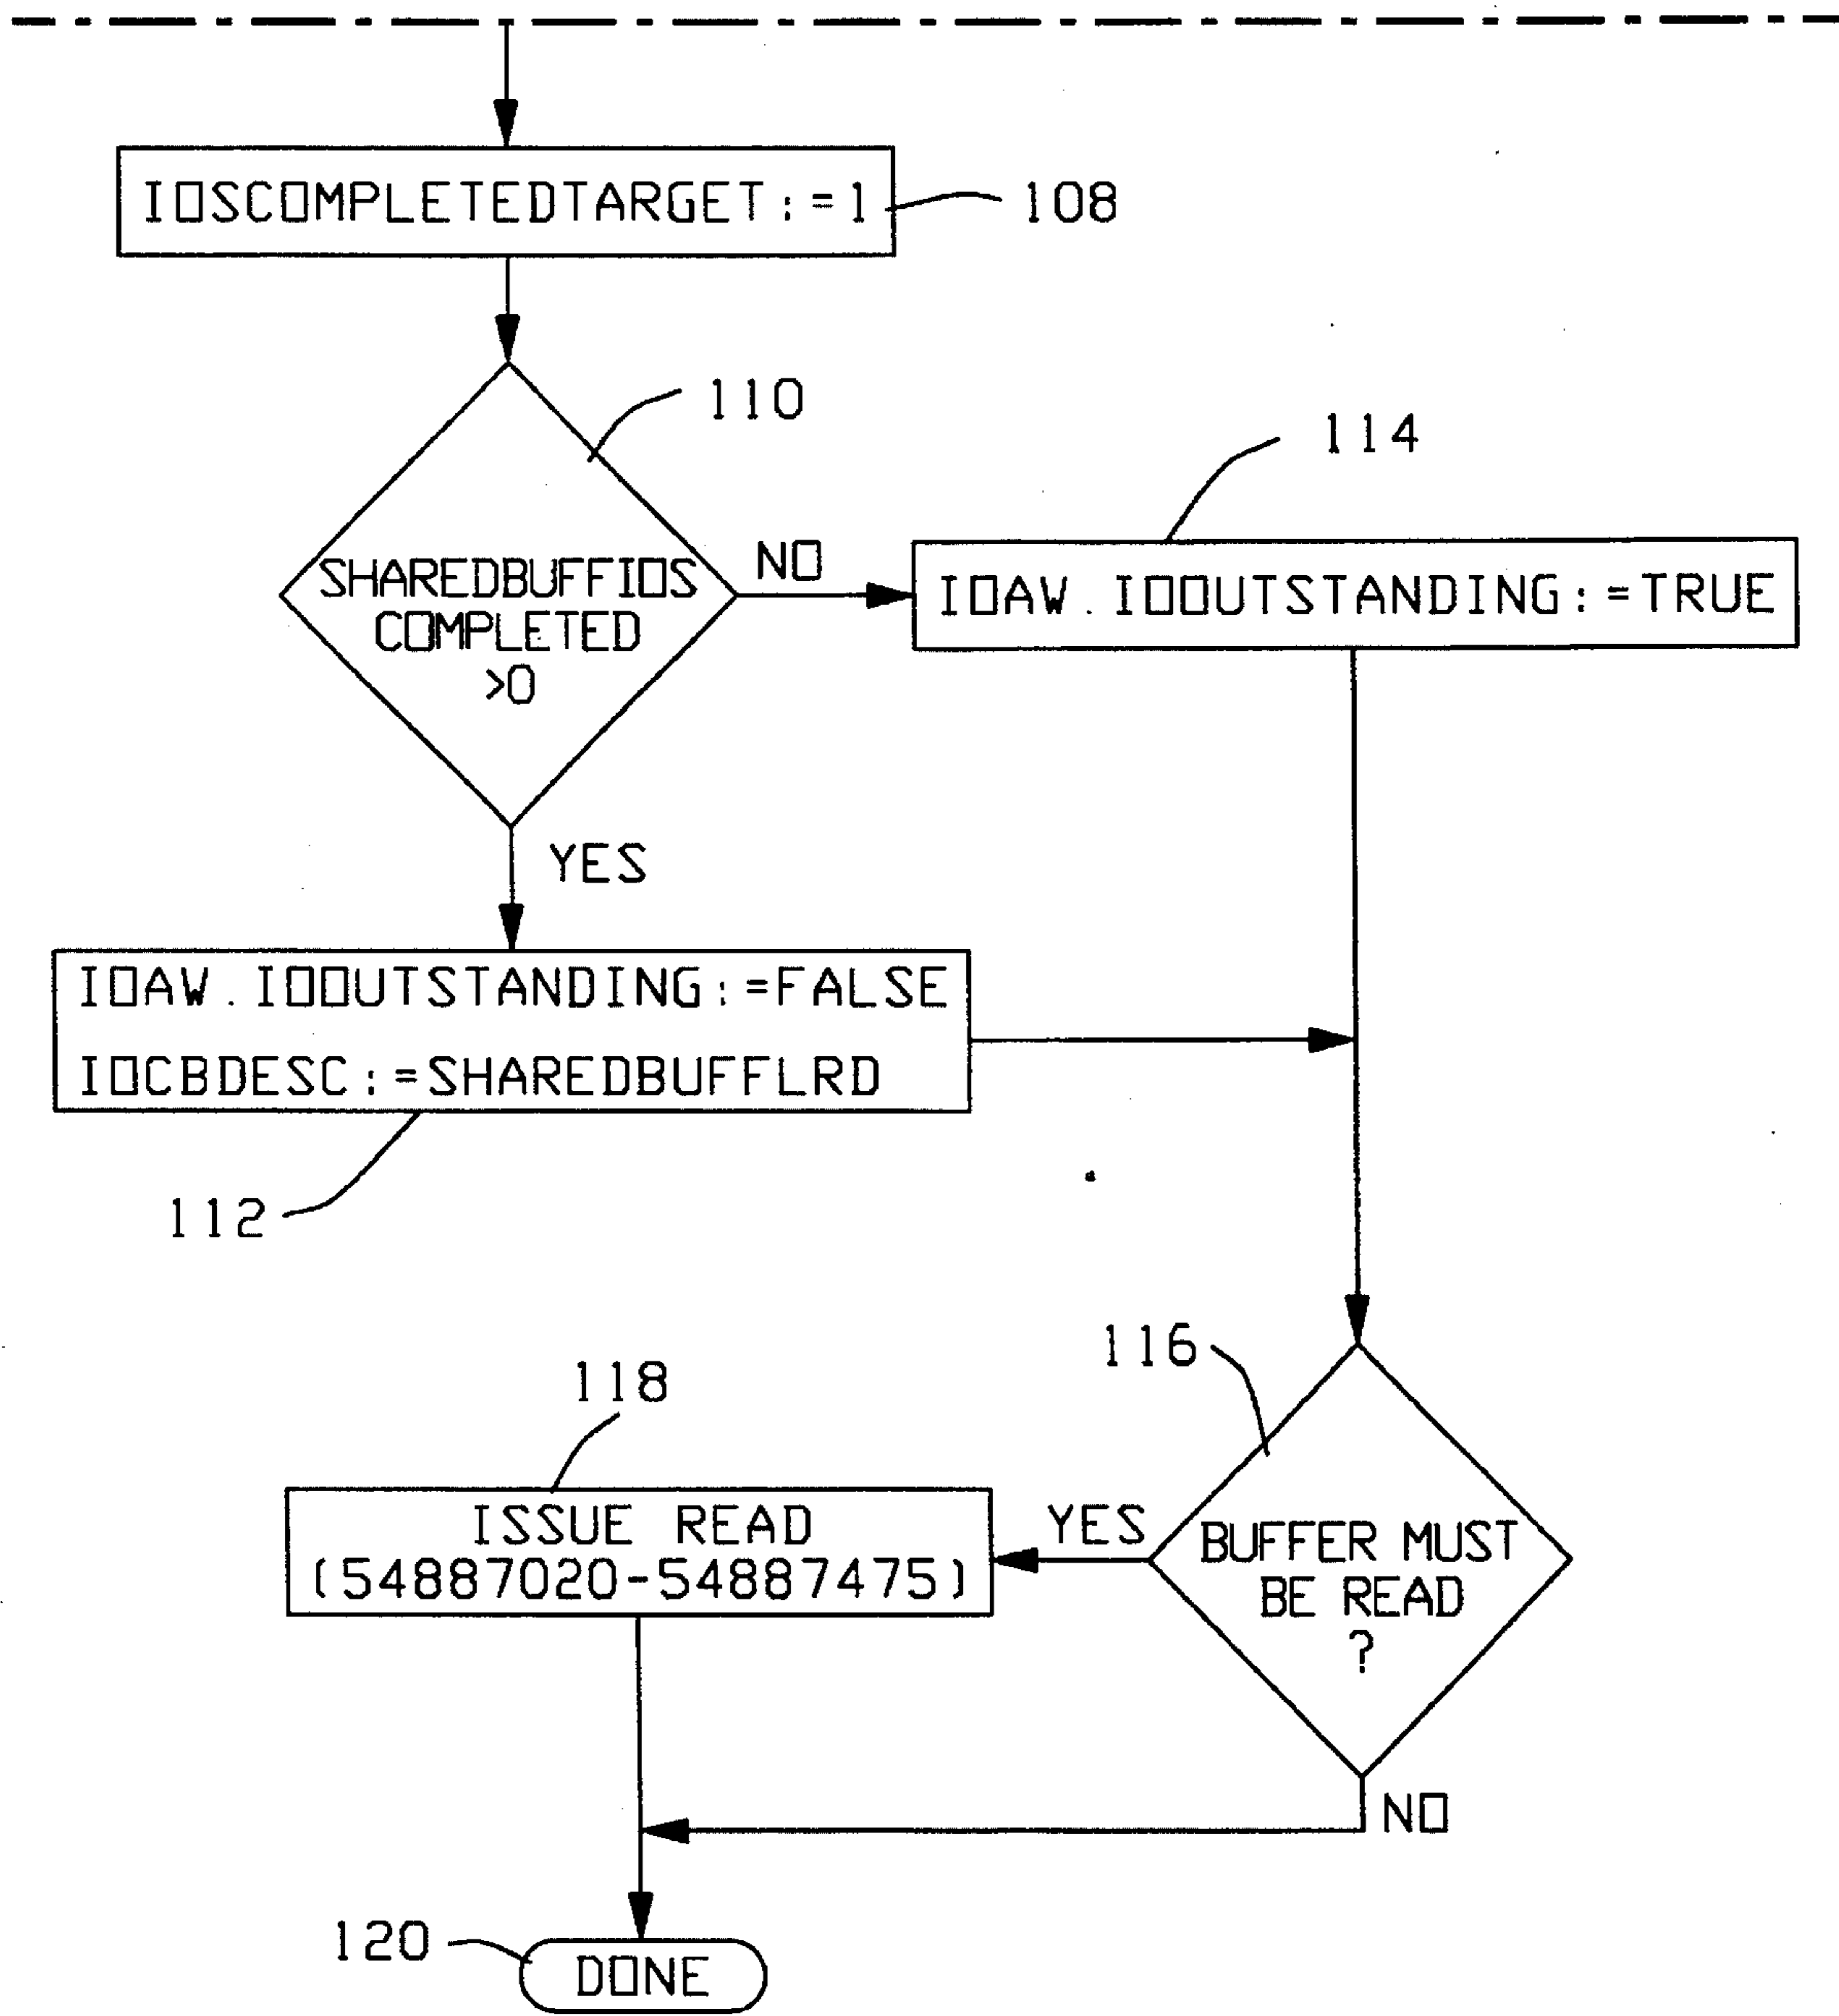 IOSCOMPLETEDTARGET:=1
108
110
SHAREDBUFFIOS
COMPLETED
>0
NO
114
IOAW.IOOUTSTANDING:=TRUE
YES
IOAW.IOOUTSTANDING:=FALSE
IOCBDESC:=SHAREDBUFFLRD
112
116
118
ISSUE READ
(54887020-54887475)
YES
BUFFER MUST
BE READ
?
NO
120
DONE